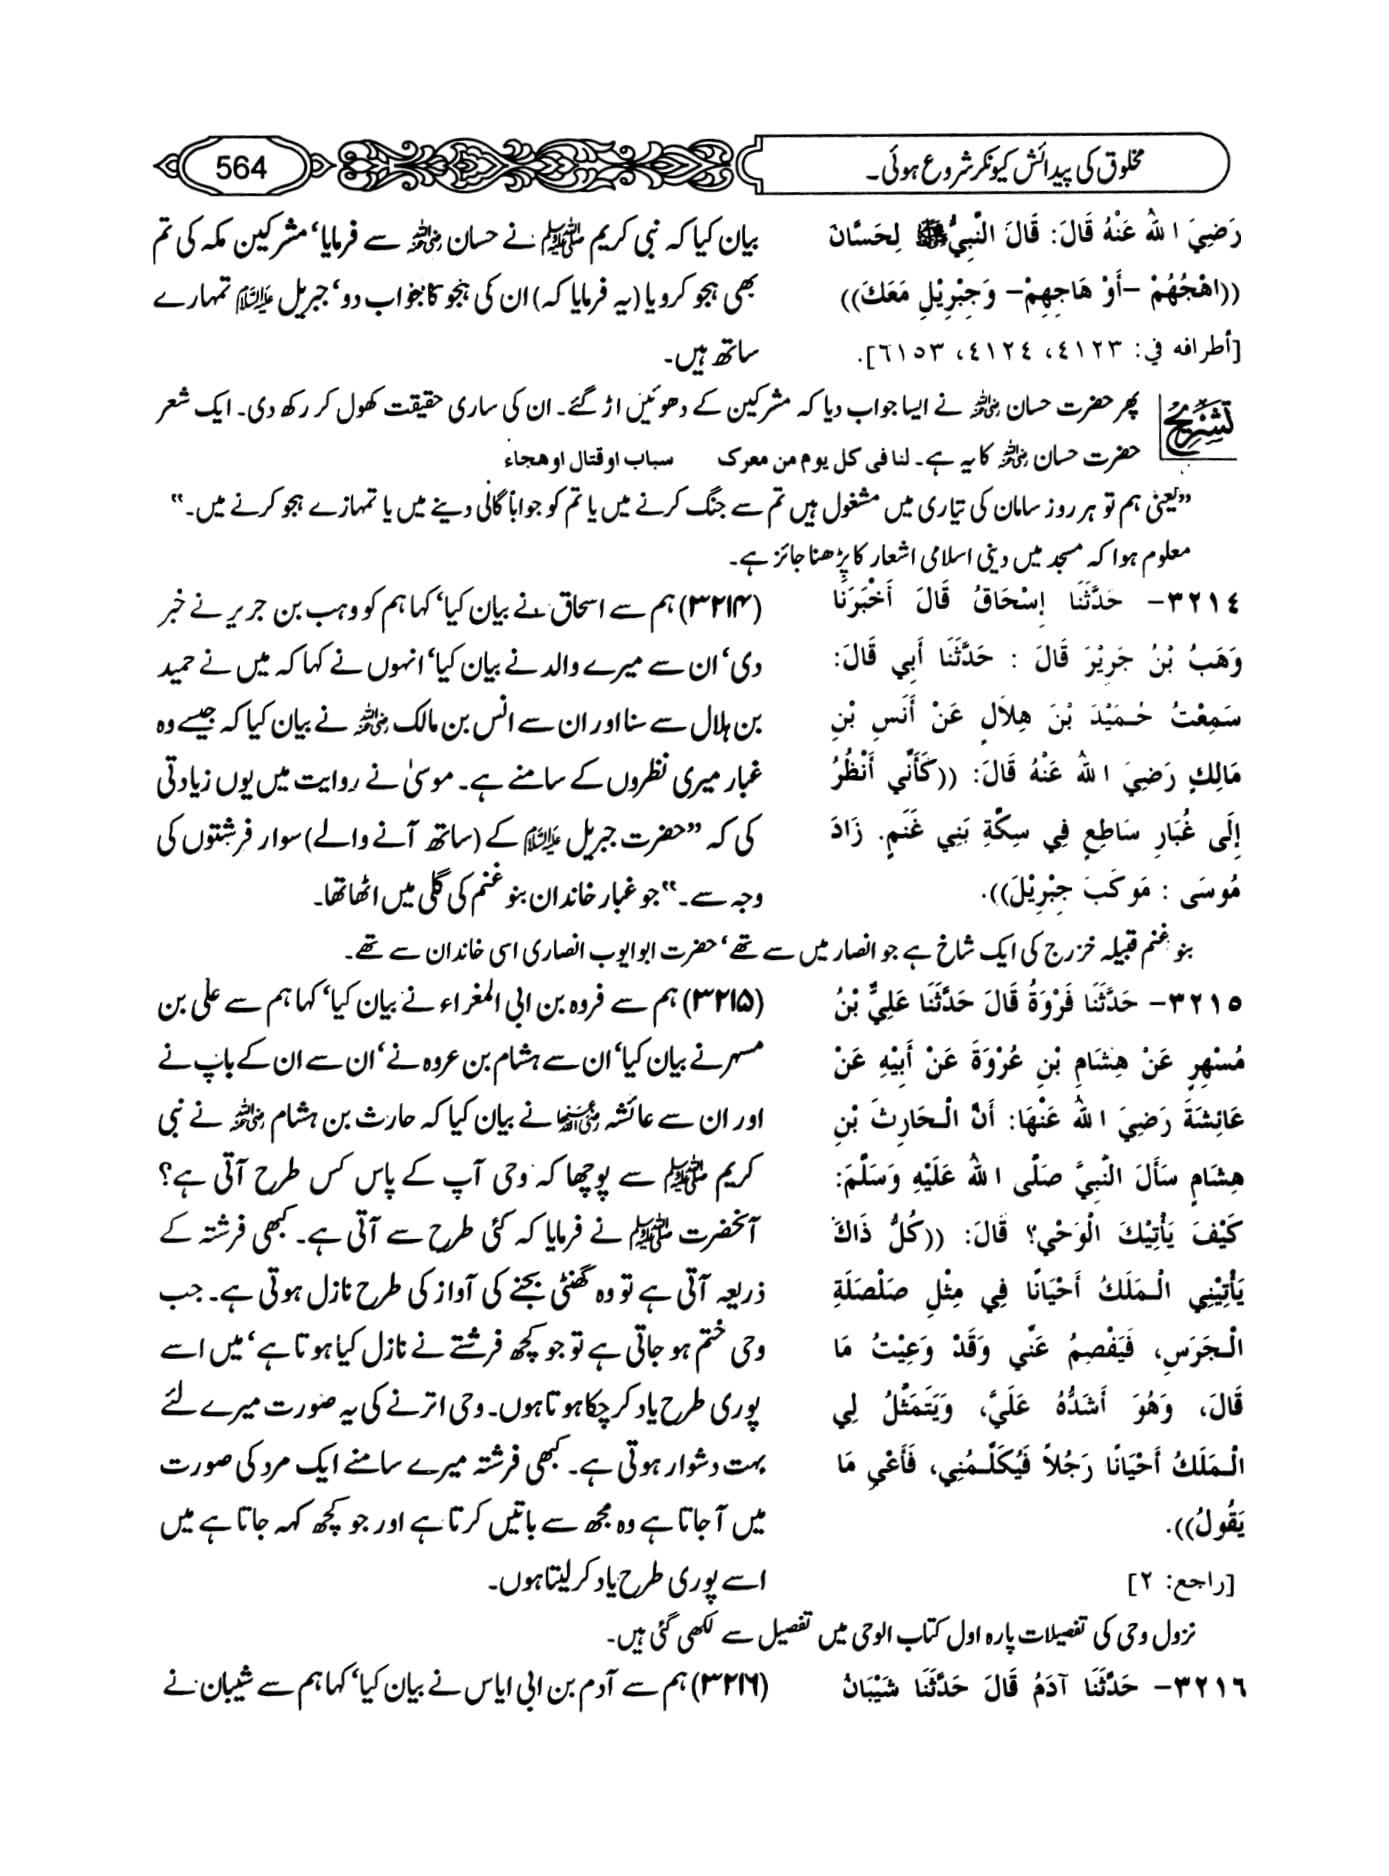 مخلوق کی پیدائش کیونکر شروع ہوئی۔
564
رَضِيَ اللهُ عَنْهُ قَالَ: قَالَ النَّبِيُّ ﷺ لِحَسَّانَ
((اهْجُهُمْ –أَوْ هَاجِهِمْ– وَجِبْرِيْلِ مَعَكَ))
[أطرافه في: ٤١٢٣، ٤١٢٤، ٦١٥٣].
بیان کیا کہ نبی کریم ﷺ نے حسان رضی اللہ عنہ سے فرمایا‘ مشرکین مکہ کی تم
بھی ہجو کرو یا (یہ فرمایا کہ) ان کی ہجو کا جواب دو‘ جبریل علیہ السلام تمہارے
ساتھ ہیں۔
تشریح
پھر حضرت حسان رضی اللہ عنہ نے ایسا جواب دیا کہ مشرکین کے دھوئیں اڑ گئے۔ ان کی ساری حقیقت کھول کر رکھ دی۔ ایک شعر
حضرت حسان رضی اللہ عنہ کا یہ ہے۔ لنا فی کل یوم من معرک سباب او قتال او ھجاء
”یعنی ہم تو ہر روز سامان کی تیاری میں مشغول ہیں تم سے جنگ کرنے میں یا تم کو جوابا گالی دینے میں یا تمہارے ہجو کرنے میں۔“
معلوم ہوا کہ مسجد میں دینی اسلامی اشعار کا پڑھنا جائز ہے۔
٣٢١٤– حَدَّثَنَا إِسْحَاقُ قَالَ أَخْبَرَنَا
وَهَبُ بْنُ جَرِيْرَ قَالَ : حَدَّثَنَا أَبِي قَالَ:
سَمِعْتُ حُمَيْدَ بْنَ هِلاَلٍ عَنْ أَنَسِ بْنِ
مَالِكٍ رَضِيَ اللهُ عَنْهُ قَالَ: ((كَأَنِّي أَنْظُرُ
إِلَى غُبَارِ سَاطِعٍ فِي سِكَّةِ بَنِي غَنَمٍ. زَادَ
مُوسَى : مَوكَبَ جِبْرِيْلَ)).
(۳۲۱۴) ہم سے اسحاق نے بیان کیا‘ کہا ہم کو وہب بن جریر نے خبر
دی‘ ان سے میرے والد نے بیان کیا‘ انہوں نے کہا کہ میں نے حمید
بن ہلال سے سنا اور ان سے انس بن مالک رضی اللہ عنہ نے بیان کیا کہ جیسے وہ
غبار میری نظروں کے سامنے ہے۔ موسیٰ نے روایت میں یوں زیادتی
کی کہ ”حضرت جبریل علیہ السلام کے (ساتھ آنے والے) سوار فرشتوں کی
وجہ سے۔“ جو غبار خاندان بنو غنم کی گلی میں اٹھا تھا۔
بنو غنم قبیلہ خزرج کی ایک شاخ ہے جو انصار میں سے تھے‘ حضرت ابوایوب انصاری اسی خاندان سے تھے۔
٣٢١٥– حَدَّثَنَا فَرْوَةُ قَالَ حَدَّثَنَا عَلِيٌّ بْنُ
مُسْهِرٍ عَنْ هِشَامِ بْنِ عُرْوَةَ عَنْ أَبِيْهِ عَنْ
عَائِشَةَ رَضِيَ اللهُ عَنْهَا: أَنَّ الْحَارِثَ بْنِ
هِشَامٍ سَأَلَ النَّبِيَّ صَلَّى اللهُ عَلَيْهِ وَسَلَّمَ:
كَيْفَ يَأْتِيْكَ الْوَحْي؟ قَالَ: ((كُلُّ ذَاكَ
يَأْتِيْنِي الْمَلَكُ أَحْيَانًا فِي مِثْلِ صَلْصَلَةِ
الْجَرَسِ، فَيَفْصِمُ عَنِّي وَقَدْ وَعِيْتُ مَا
قَالَ، وَهُوَ أَشَدُّهُ عَلَيَّ، وَيَتَمَثَّلُ لِي
الْمَلَكُ أَحْيَانًا رَجُلاً فَيُكَلِّمُنِي، فَأَعْيِ مَا
يَقُولُ)).
[راجع: ٢]
(۳۲۱۵) ہم سے فروہ بن ابی المغراء نے بیان کیا‘ کہا ہم سے علی بن
مسہر نے بیان کیا‘ ان سے ہشام بن عروہ نے‘ ان سے ان کے باپ نے
اور ان سے عائشہ رضی اللہ عنہا نے بیان کیا کہ حارث بن ہشام رضی اللہ عنہ نے نبی
کریم ﷺ سے پوچھا کہ وحی آپ کے پاس کس طرح آتی ہے؟
آنحضرت ﷺ نے فرمایا کہ کئی طرح سے آتی ہے۔ کبھی فرشتہ کے
ذریعہ آتی ہے تو وہ گھنٹی بجنے کی آواز کی طرح نازل ہوتی ہے۔ جب
وحی ختم ہو جاتی ہے تو جو کچھ فرشتے نے نازل کیا ہوتا ہے‘ میں اسے
پوری طرح یاد کر چکا ہوتا ہوں۔ وحی اترنے کی یہ صورت میرے لئے
بہت دشوار ہوتی ہے۔ کبھی فرشتہ میرے سامنے ایک مرد کی صورت
میں آجاتا ہے وہ مجھ سے باتیں کرتا ہے اور جو کچھ کہہ جاتا ہے میں
اسے پوری طرح یاد کر لیتا ہوں۔
نزول وحی کی تفصیلات پارہ اول کتاب الوحی میں تفصیل سے لکھی گئی ہیں۔
٣٢١٦– حَدَّثَنَا آدَمُ قَالَ حَدَّثَنَا شَيْبَانُ
(۳۲۱۶) ہم سے آدم بن ابی ایاس نے بیان کیا‘ کہا ہم سے شیبان نے